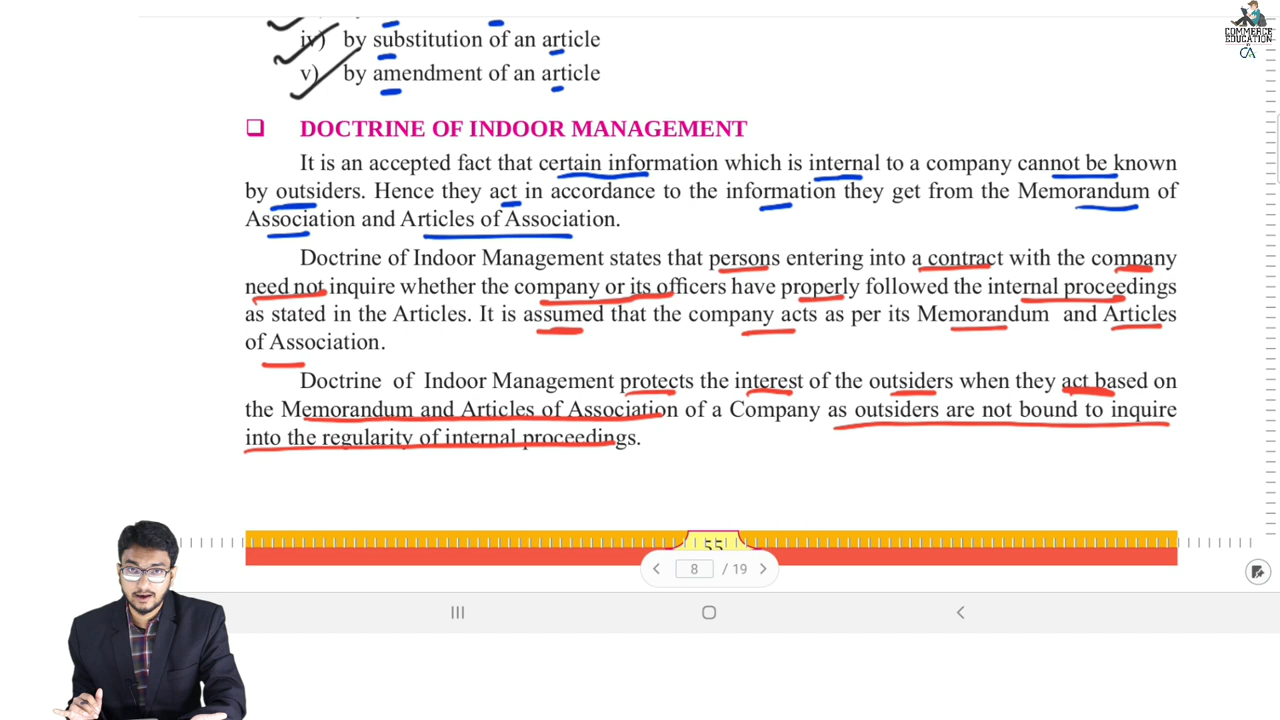 COMMERCE
EDUCATION
BY
CA
iv) by substitution of an article
v) by amendment of an article
❑ DOCTRINE OF INDOOR MANAGEMENT
It is an accepted fact that certain information which is internal to a company cannot be known
by outsiders. Hence they act in accordance to the information they get from the Memorandum of
Association and Articles of Association.
Doctrine of Indoor Management states that persons entering into a contract with the company
need not inquire whether the company or its officers have properly followed the internal proceedings
as stated in the Articles. It is assumed that the company acts as per its Memorandum and Articles
of Association.
Doctrine of Indoor Management protects the interest of the outsiders when they act based on
the Memorandum and Articles of Association of a Company as outsiders are not bound to inquire
into the regularity of internal proceedings.
55
8 / 19